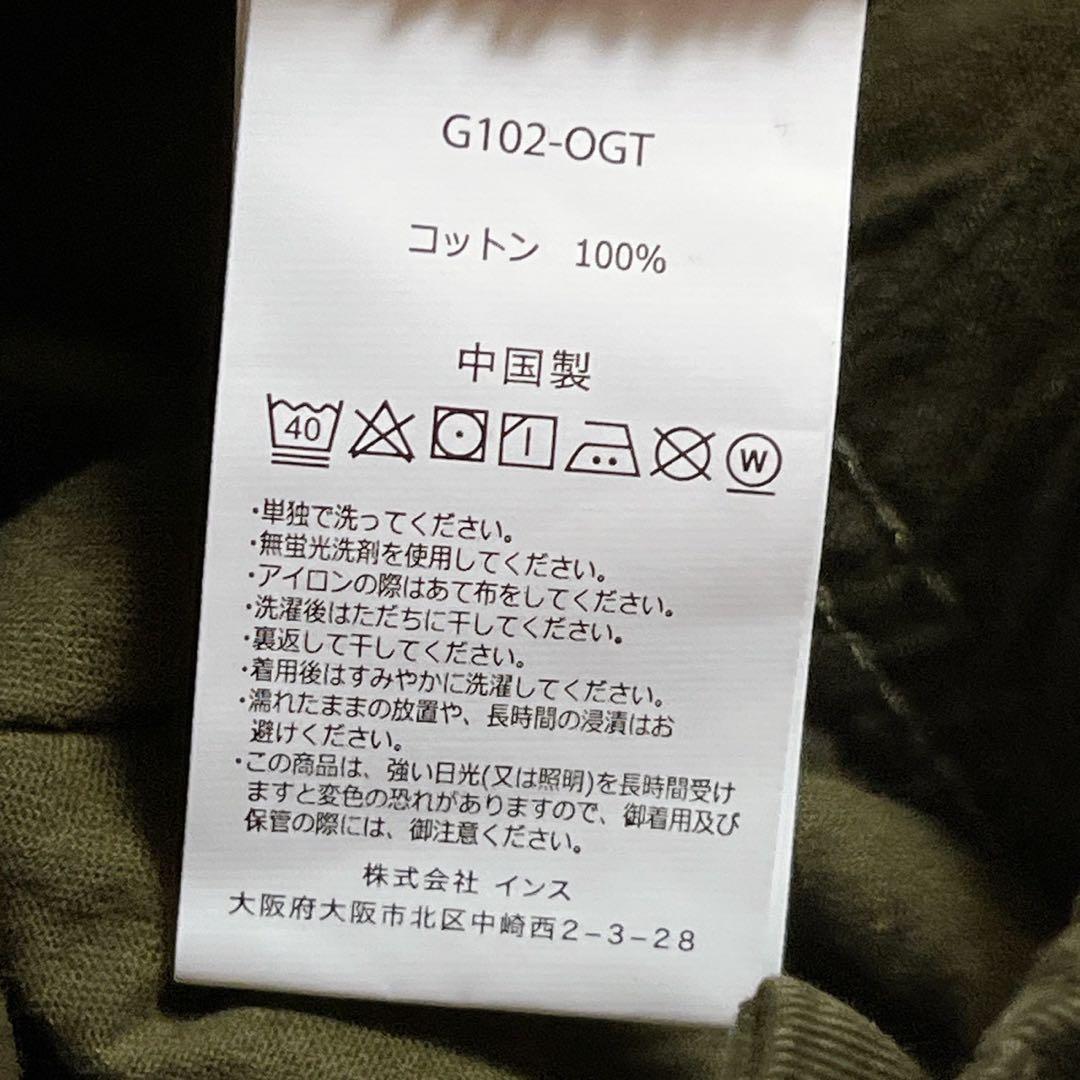 G102-OGT
コットン 100%
中国製
40 W
・単独で洗ってください。
・無蛍光洗剤を使用してください。
・アイロンの際はあて布をしてください。
・洗濯後はただちに干してください。
・裏返して干してください。
・着用後はすみやかに洗濯してください。
・濡れたままの放置や、長時間の浸漬はお
避けください。
・この商品は、強い日光(又は照明)を長時間受け
ますと変色の恐れがありますので、御着用及び
保管の際には、御注意ください。
株式会社 インス
大阪府大阪市北区中崎西2-3-28